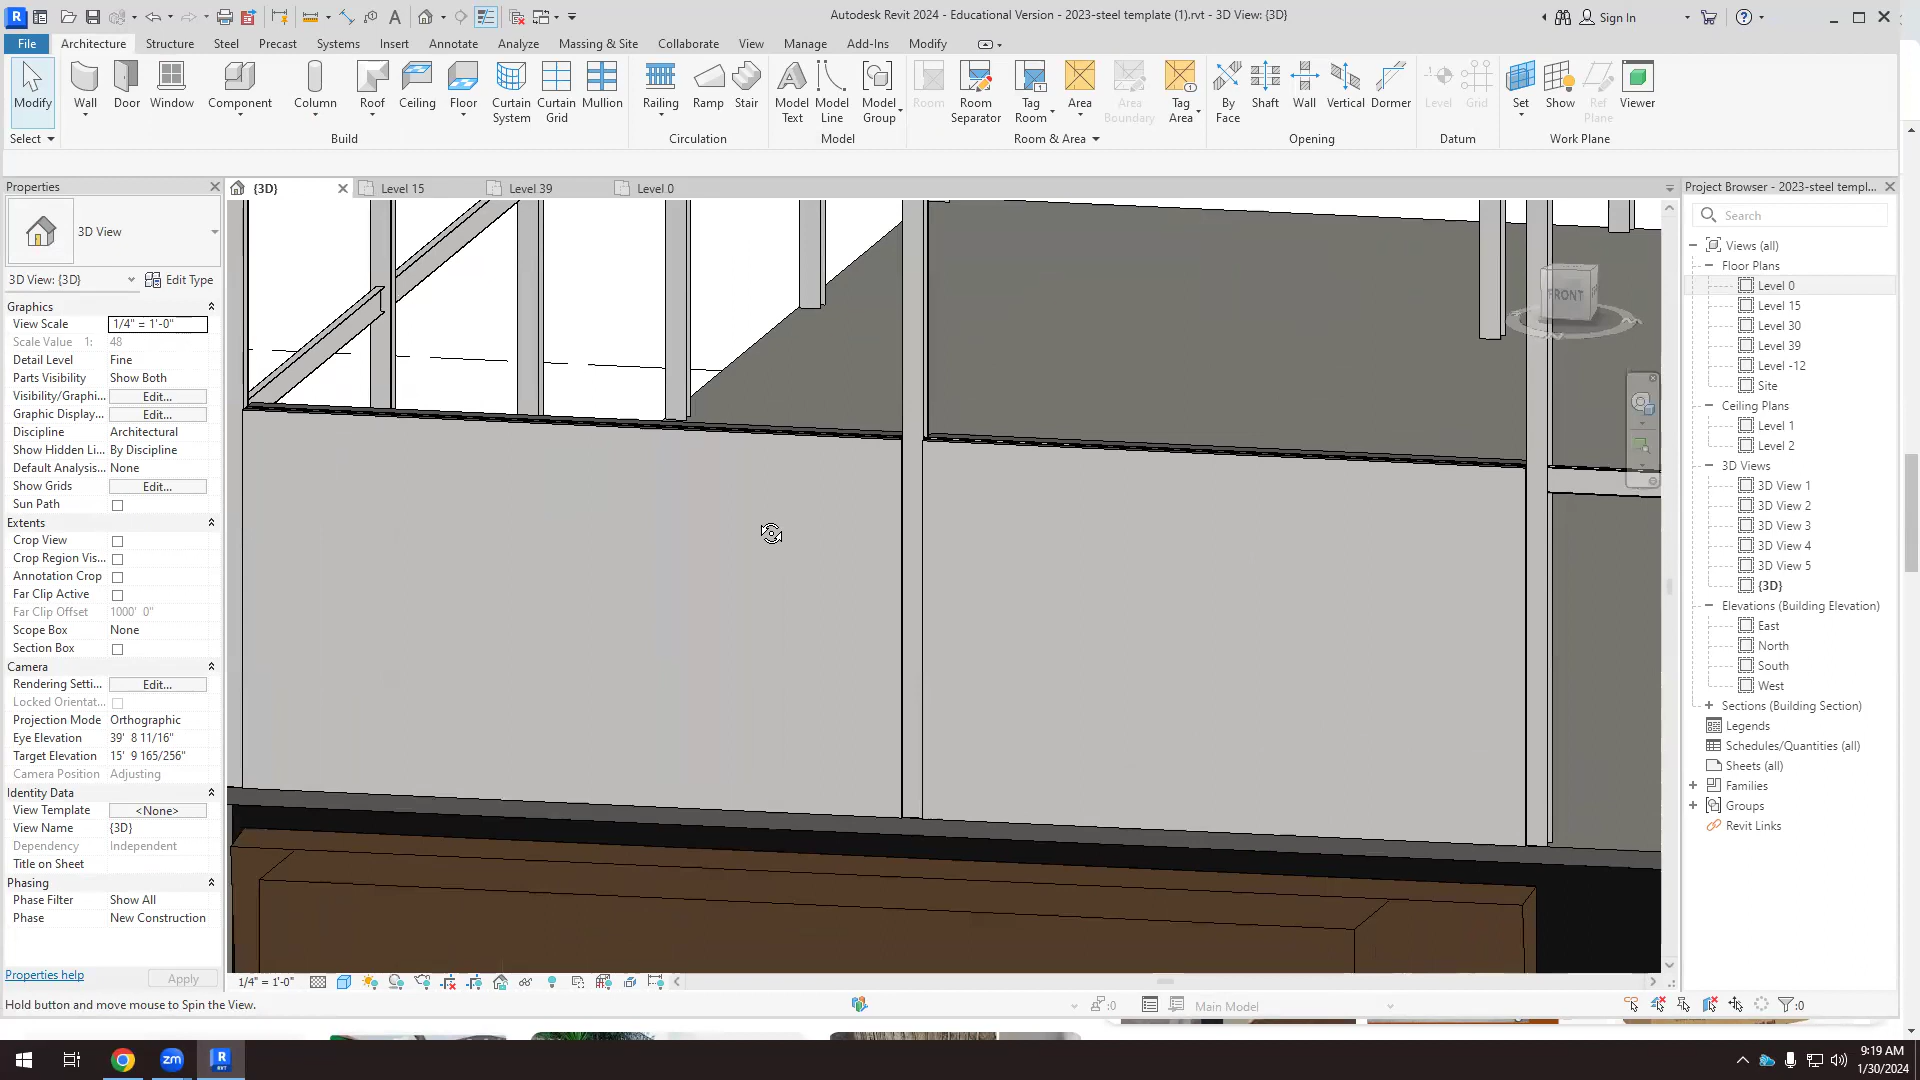 Autodesk Revit 2024 - Educational Version - 2023-steel template (1).rvt - 3D View: {3D}
Sign In
File Architecture Structure Steel Precast Systems Insert Annotate Analyze Massing & Site Collaborate View Manage Add-Ins Modify
Modify Wall Door Window Component Column Roof Ceiling Floor Curtain System Curtain Grid Mullion Railing Ramp Stair Model Text Model Line Model Group Room Room Separator Tag Room Area Area Boundary Tag Area By Face Shaft Wall Vertical Dormer Level Grid Set Show Ref Plane Viewer
Select Build Circulation Model Room & Area Opening Datum Work Plane
Properties
{3D} Level 15 Level 39 Level 0
3D View
3D View: {3D} Edit Type
Graphics
View Scale 1/4" = 1'-0"
Scale Value 1: 48
Detail Level Fine
Parts Visibility Show Both
Visibility/Graphi... Edit...
Graphic Display... Edit...
Discipline Architectural
Show Hidden Li... By Discipline
Default Analysis... None
Show Grids Edit...
Sun Path
Extents
Crop View
Crop Region Vis...
Annotation Crop
Far Clip Active
Far Clip Offset 1000' 0"
Scope Box None
Section Box
Camera
Rendering Setti... Edit...
Locked Orientat...
Projection Mode Orthographic
Eye Elevation 39' 8 11/16"
Target Elevation 15' 9 165/256"
Camera Position Adjusting
Identity Data
View Template <None>
View Name {3D}
Dependency Independent
Title on Sheet
Phasing
Phase Filter Show All
Phase New Construction
Properties help Apply
FRONT
1/4" = 1'-0"
Project Browser - 2023-steel templ...
Search
Views (all)
Floor Plans
Level 0
Level 15
Level 30
Level 39
Level -12
Site
Ceiling Plans
Level 1
Level 2
3D Views
3D View 1
3D View 2
3D View 3
3D View 4
3D View 5
{3D}
Elevations (Building Elevation)
East
North
South
West
Sections (Building Section)
Legends
Schedules/Quantities (all)
Sheets (all)
Families
Groups
Revit Links
Hold button and move mouse to Spin the View.
:0 Main Model :0
zm
R
RVT
9:19 AM
1/30/2024